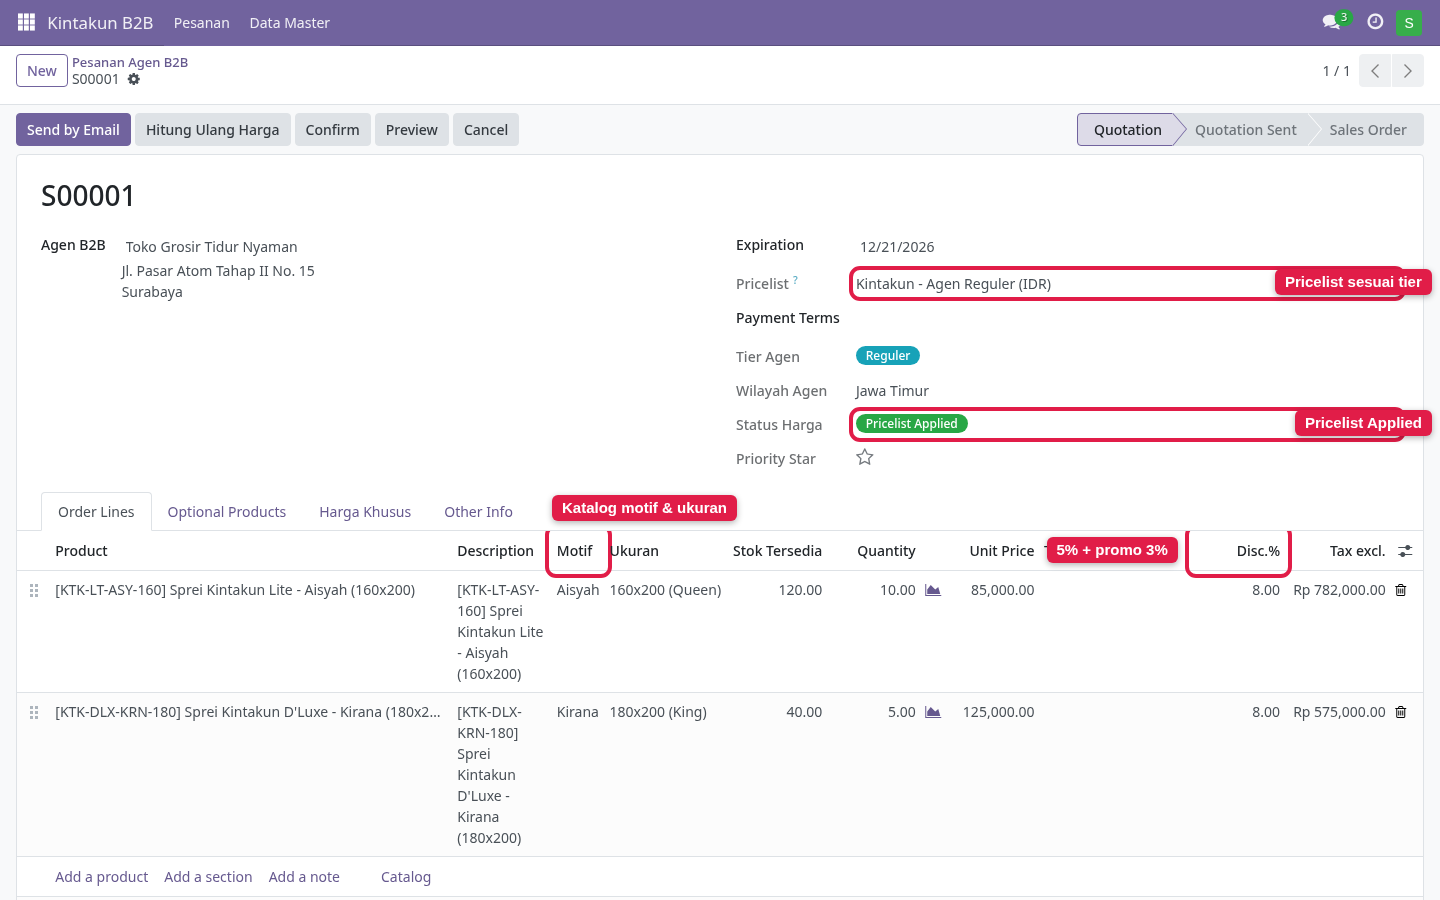 Kintakun B2B Pesanan Data Master 3 S
New Pesanan Agen B2B
S00001 1 / 1
Send by Email Hitung Ulang Harga Confirm Preview Cancel Quotation Quotation Sent Sales Order
S00001
Agen B2B Toko Grosir Tidur Nyaman
Jl. Pasar Atom Tahap II No. 15
Surabaya
Expiration 12/21/2026
Pricelist ? Kintakun - Agen Reguler (IDR) Pricelist sesuai tier
Payment Terms
Tier Agen Reguler
Wilayah Agen Jawa Timur
Status Harga Pricelist Applied Pricelist Applied
Priority Star
Order Lines Optional Products Harga Khusus Other Info Katalog motif & ukuran
Product Description Motif Ukuran Stok Tersedia Quantity Unit Price 5% + promo 3% Disc.% Tax excl.
[KTK-LT-ASY-160] Sprei Kintakun Lite - Aisyah (160x200) [KTK-LT-ASY- Aisyah 160x200 (Queen) 120.00 10.00 85,000.00 8.00 Rp 782,000.00
160] Sprei
Kintakun Lite
- Aisyah
(160x200)
[KTK-DLX-KRN-180] Sprei Kintakun D'Luxe - Kirana (180x2... [KTK-DLX- Kirana 180x200 (King) 40.00 5.00 125,000.00 8.00 Rp 575,000.00
KRN-180]
Sprei
Kintakun
D'Luxe -
Kirana
(180x200)
Add a product Add a section Add a note Catalog